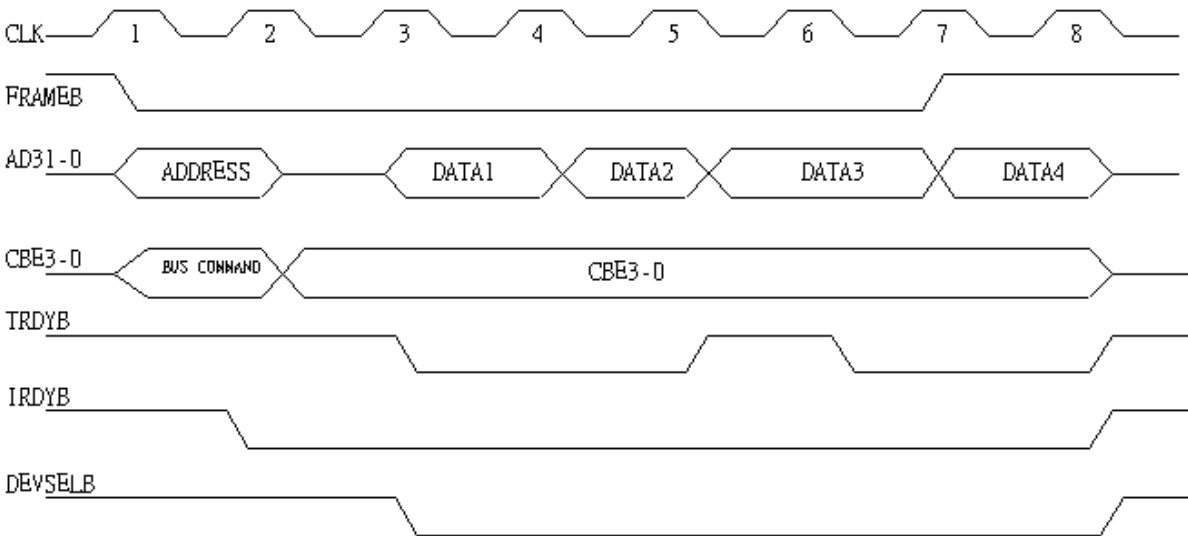 CLK 1 2 3 4 5 6 7 8
FRAMEB
AD31-0 ADDRESS DATA1 DATA2 DATA3 DATA4
CBE3-0 BUS COMMAND CBE3-0
TRDYB
IRDYB
DEVSELB